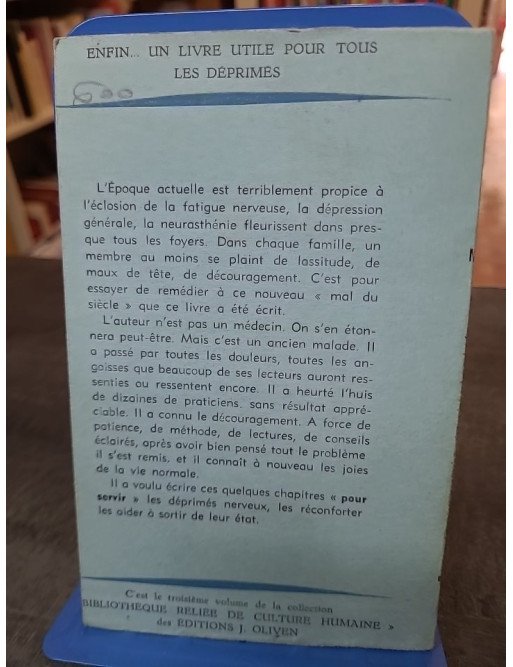 ENFIN... UN LIVRE UTILE POUR TOUS
LES DÉPRIMÉS
600
L'Époque actuelle est terriblement propice à
l'éclosion de la fatigue nerveuse, la dépression
générale, la neurasthénie fleurissent dans pres-
que tous les foyers. Dans chaque famille, un
membre au moins se plaint de lassitude, de
maux de tête, de découragement. C'est pour
essayer de remédier à ce nouveau « mal du
siècle » que ce livre a été écrit.
L'auteur n'est pas un médecin. On s'en éton-
nera peut-être. Mais c'est un ancien malade. Il
a passé par toutes les douleurs, toutes les an-
goisses que beaucoup de ses lecteurs auront res-
senties ou ressentent encore. Il a heurté l'huis
de dizaines de praticiens, sans résultat appré-
ciable. Il a connu le découragement. A force de
patience, de méthode, de lectures, de conseils
éclairés, après avoir bien pensé tout le problème
il s'est remis, et il connaît à nouveau les joies
de la vie normale.
Il a voulu écrire ces quelques chapitres « pour
servir » les déprimés nerveux, les réconforter
les aider à sortir de leur état.
C'est le troisième volume de la collection
BIBLIOTHEQUE RELIEE DE CULTURE HUMAINE »
des EDITIONS J. OLIVEN